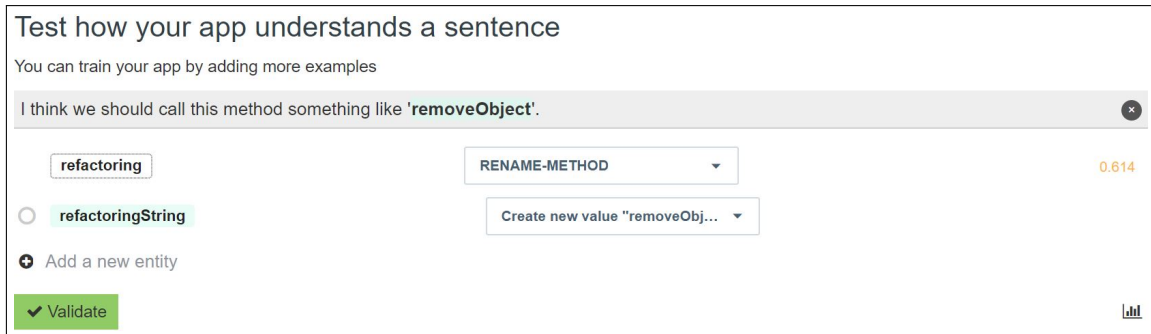 Test how your app understands a sentence
You can train your app by adding more examples
I think we should call this method something like 'removeObject'.
refactoring RENAME-METHOD 0.614
refactoringString Create new value "removeObj...
Add a new entity
Validate